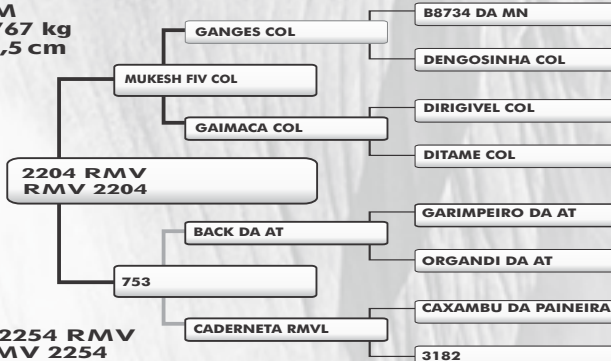 M
767 kg
,5 cm
B8734 DA MN
GANGES COL
DENGOSINHA COL
MUKESH FIV COL
DIRIGIVEL COL
GAIMACA COL
DITAME COL
2204 RMV
RMV 2204
GARIMPEIRO DA AT
BACK DA AT
ORGANDI DA AT
753
CAXAMBU DA PAINEIRA
CADERNETA RMVL
3182
2254 RMV
MV 2254